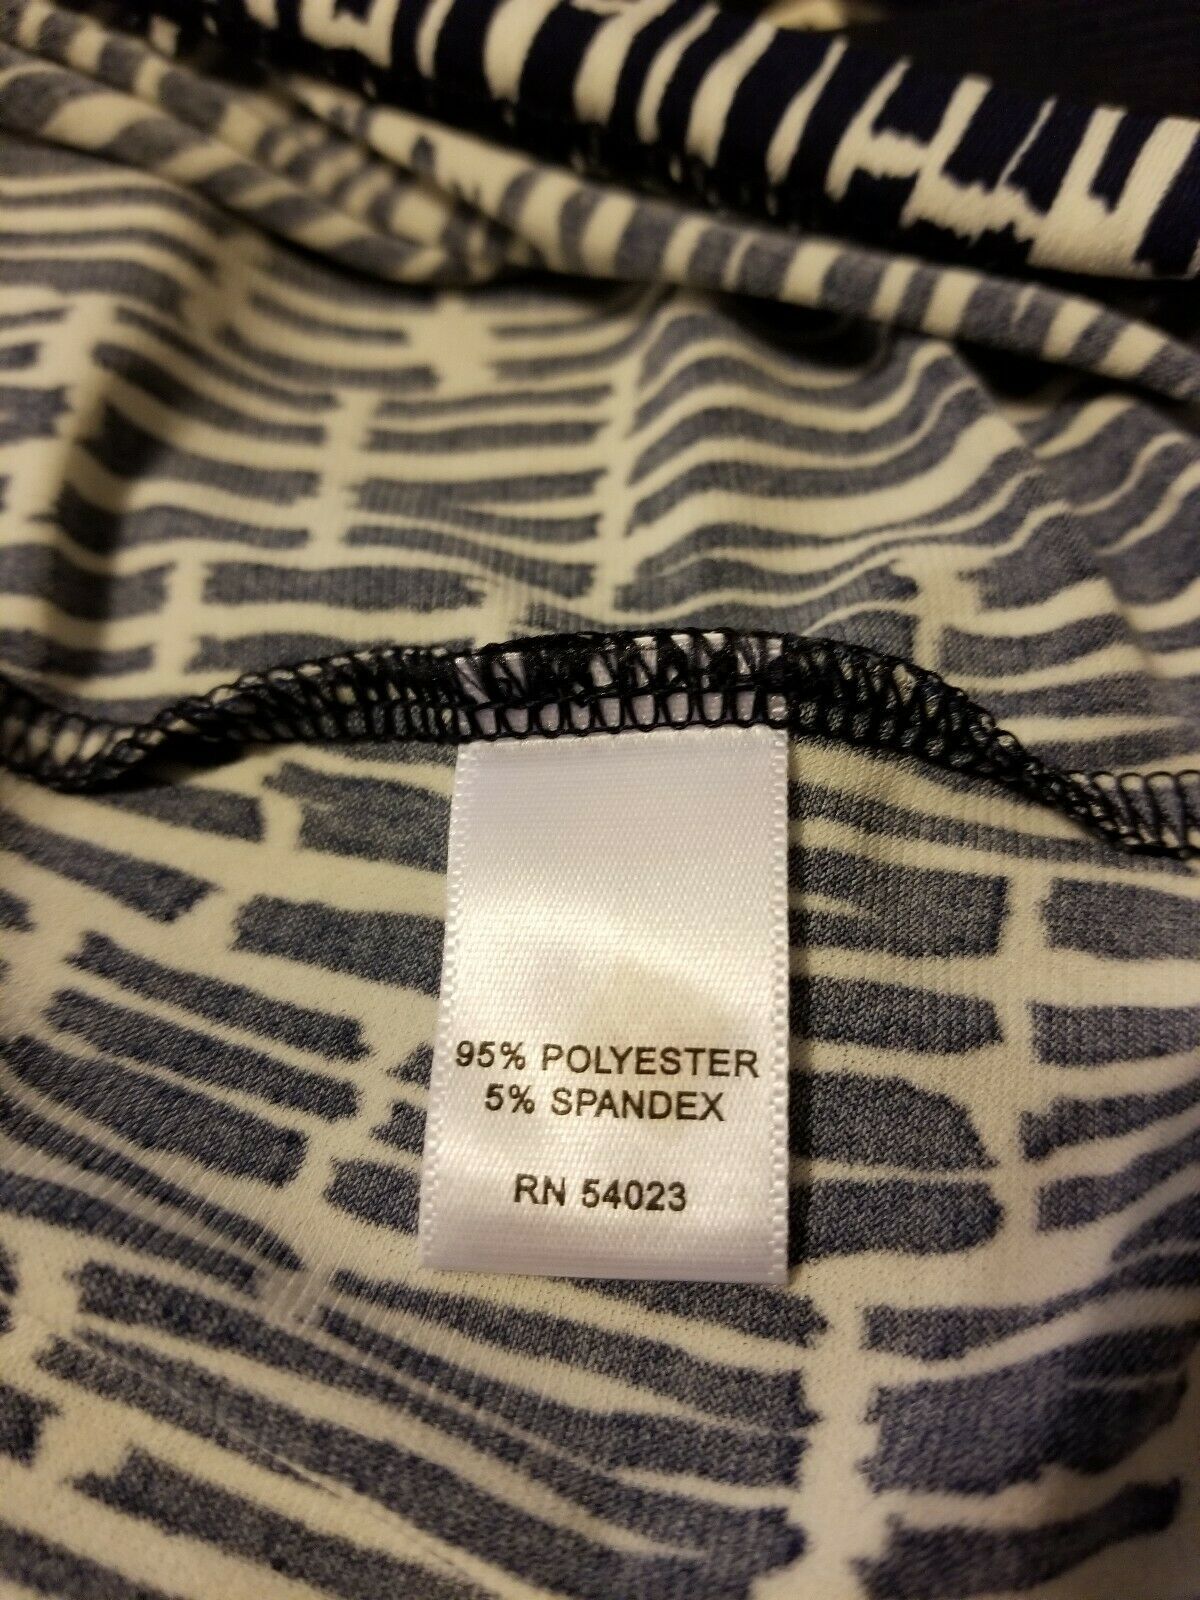 95% POLYESTER
5% SPANDEX
RN 54023